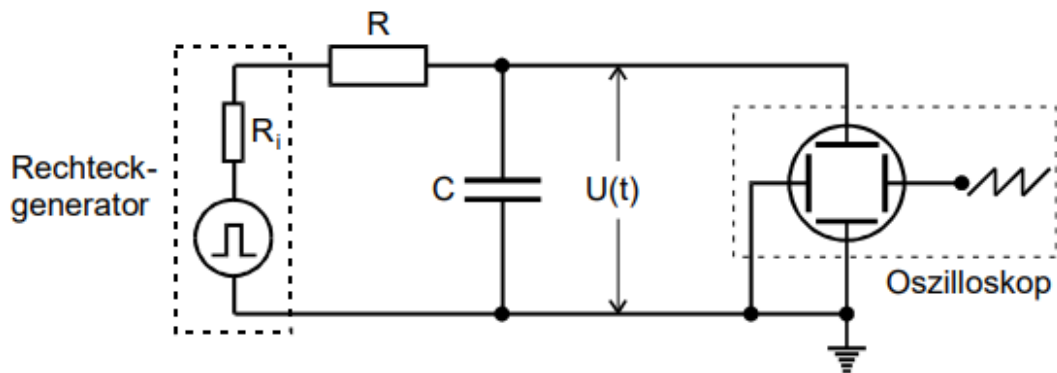 R
Ri
Rechteck-
generator
C
U(t)
Oszilloskop